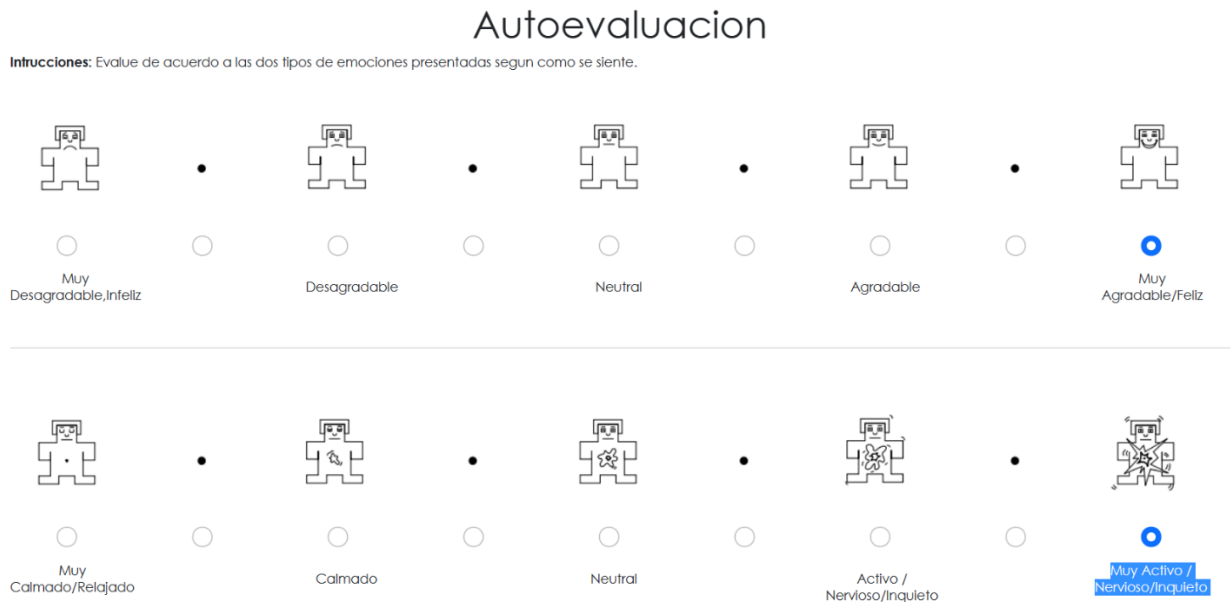 Autoevaluacion
Intrucciones: Evalue de acuerdo a las dos tipos de emociones presentadas segun como se siente.
Muy
Desagradable,Infeliz
Desagradable
Neutral
Agradable
Muy
Agradable/Feliz
Muy
Calmado/Relajado
Calmado
Neutral
Activo /
Nervioso/Inquieto
Muy Activo /
Nervioso/Inquieto